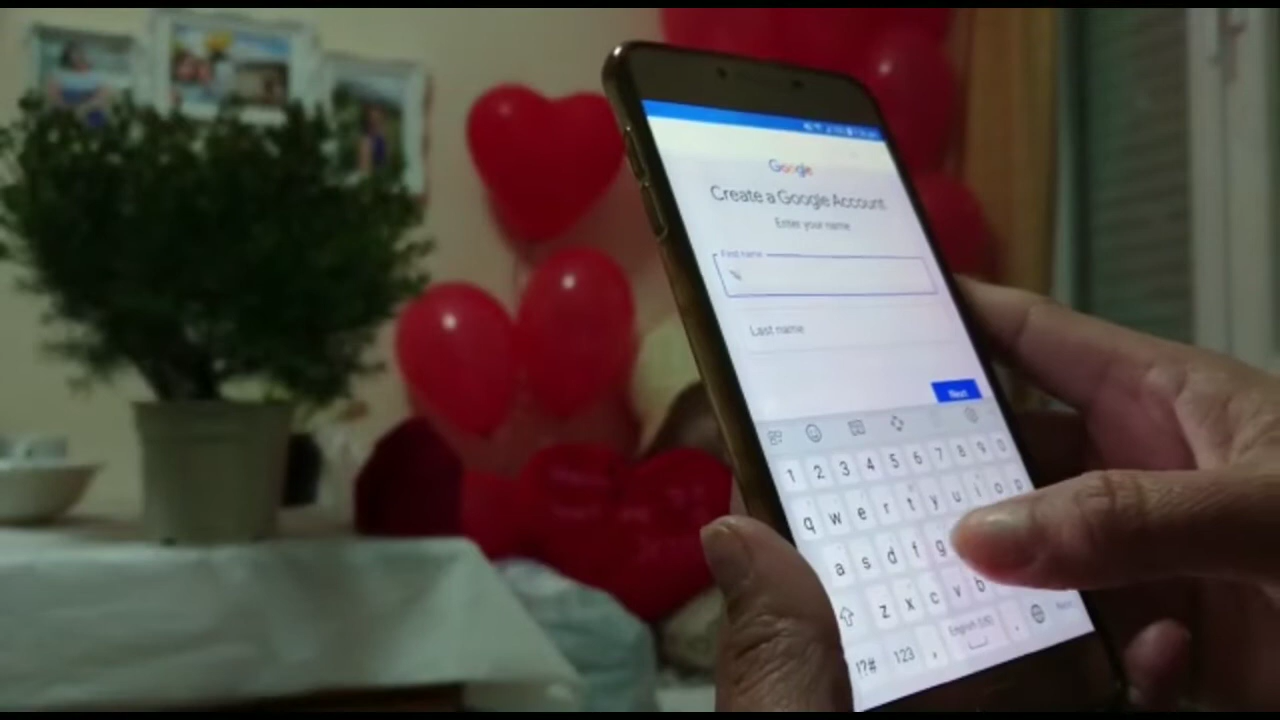 Google
Create a Google Account
Enter your name
First name
Last name
Next
1 2 3 4 5 6 7 8 9 0
q w e r t y u i o p
a s d f g
z x c v b
!?# 123 , English (US) .